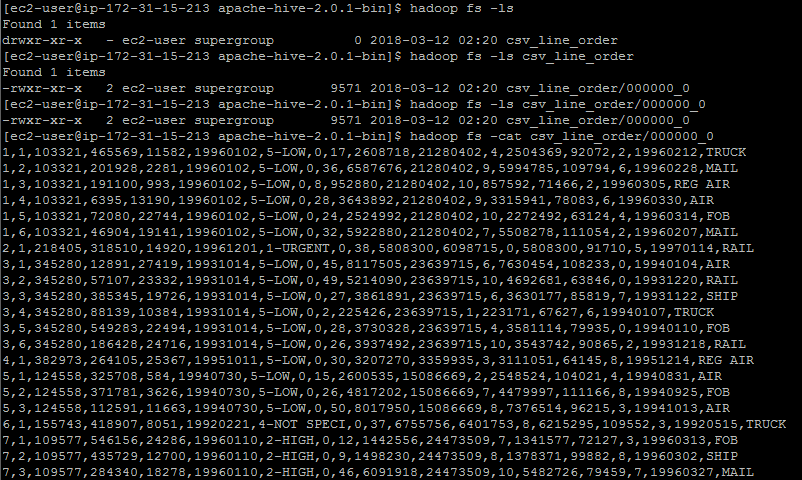 [ec2-user@ip-172-31-15-213 apache-hive-2.0.1-bin]$ hadoop fs -ls
Found 1 items
drwxr-xr-x   - ec2-user supergroup          0 2018-03-12 02:20 csv_line_order
[ec2-user@ip-172-31-15-213 apache-hive-2.0.1-bin]$ hadoop fs -ls csv_line_order
Found 1 items
-rwxr-xr-x   2 ec2-user supergroup       9571 2018-03-12 02:20 csv_line_order/000000_0
[ec2-user@ip-172-31-15-213 apache-hive-2.0.1-bin]$ hadoop fs -ls csv_line_order/000000_0
-rwxr-xr-x   2 ec2-user supergroup       9571 2018-03-12 02:20 csv_line_order/000000_0
[ec2-user@ip-172-31-15-213 apache-hive-2.0.1-bin]$ hadoop fs -cat csv_line_order/000000_0
1,1,103321,465569,11582,19960102,5-LOW,0,17,2608718,21280402,4,2504369,92072,2,19960212,TRUCK
1,2,103321,201928,2281,19960102,5-LOW,0,36,6587676,21280402,9,5994785,109794,6,19960228,MAIL
1,3,103321,191100,993,19960102,5-LOW,0,8,952880,21280402,10,857592,71466,2,19960305,REG AIR
1,4,103321,6395,13190,19960102,5-LOW,0,28,3643892,21280402,9,3315941,78083,6,19960330,AIR
1,5,103321,72080,22744,19960102,5-LOW,0,24,2524992,21280402,10,2272492,63124,4,19960314,FOB
1,6,103321,46904,19141,19960102,5-LOW,0,32,5922880,21280402,7,5508278,111054,2,19960207,MAIL
2,1,218405,318510,14920,19961201,1-URGENT,0,38,5808300,6098715,0,5808300,91710,5,19970114,RAIL
3,1,345280,12891,27419,19931014,5-LOW,0,45,8117505,23639715,6,7630454,108233,0,19940104,AIR
3,2,345280,57107,23332,19931014,5-LOW,0,49,5214090,23639715,10,4692681,63846,0,19931220,RAIL
3,3,345280,385345,19726,19931014,5-LOW,0,27,3861891,23639715,6,3630177,85819,7,19931122,SHIP
3,4,345280,88139,10384,19931014,5-LOW,0,2,225426,23639715,1,223171,67627,6,19940107,TRUCK
3,5,345280,549283,22494,19931014,5-LOW,0,28,3730328,23639715,4,3581114,79935,0,19940110,FOB
3,6,345280,186428,24716,19931014,5-LOW,0,26,3937492,23639715,10,3543742,90865,2,19931218,RAIL
4,1,382973,264105,25367,19951011,5-LOW,0,30,3207270,3359935,3,3111051,64145,8,19951214,REG AIR
5,1,124558,325708,584,19940730,5-LOW,0,15,2600535,15086669,2,2548524,104021,4,19940831,AIR
5,2,124558,371781,3626,19940730,5-LOW,0,26,4817202,15086669,7,4479997,111166,8,19940925,FOB
5,3,124558,112591,11663,19940730,5-LOW,0,50,8017950,15086669,8,7376514,96215,3,19941013,AIR
6,1,155743,418907,8051,19920221,4-NOT SPECI,0,37,6755756,6401753,8,6215295,109552,3,19920515,TRUCK
7,1,109577,546156,24286,19960110,2-HIGH,0,12,1442556,24473509,7,1341577,72127,3,19960313,FOB
7,2,109577,435729,12700,19960110,2-HIGH,0,9,1498230,24473509,8,1378371,99882,8,19960302,SHIP
7,3,109577,284340,18278,19960110,2-HIGH,0,46,6091918,24473509,10,5482726,79459,7,19960327,MAIL